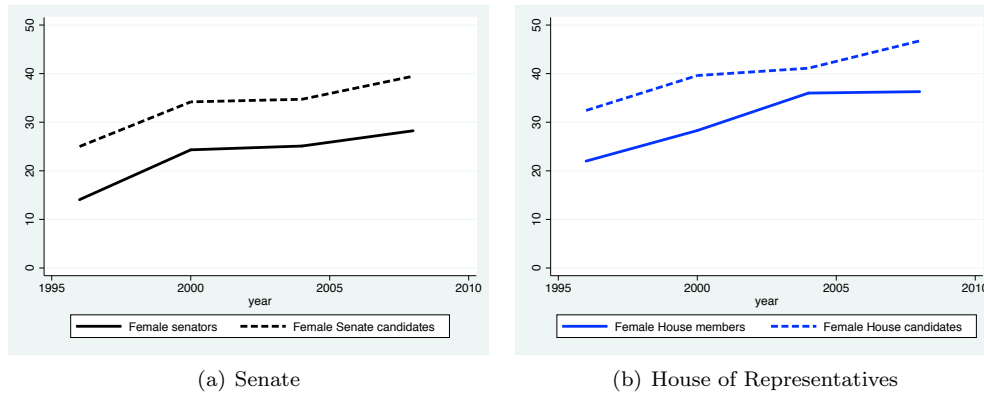 50
40
30
20
10
0
1995 2000 2005 2010
year
Female senators Female Senate candidates
(a) Senate
50
40
30
20
10
0
1995 2000 2005 2010
year
Female House members Female House candidates
(b) House of Representatives